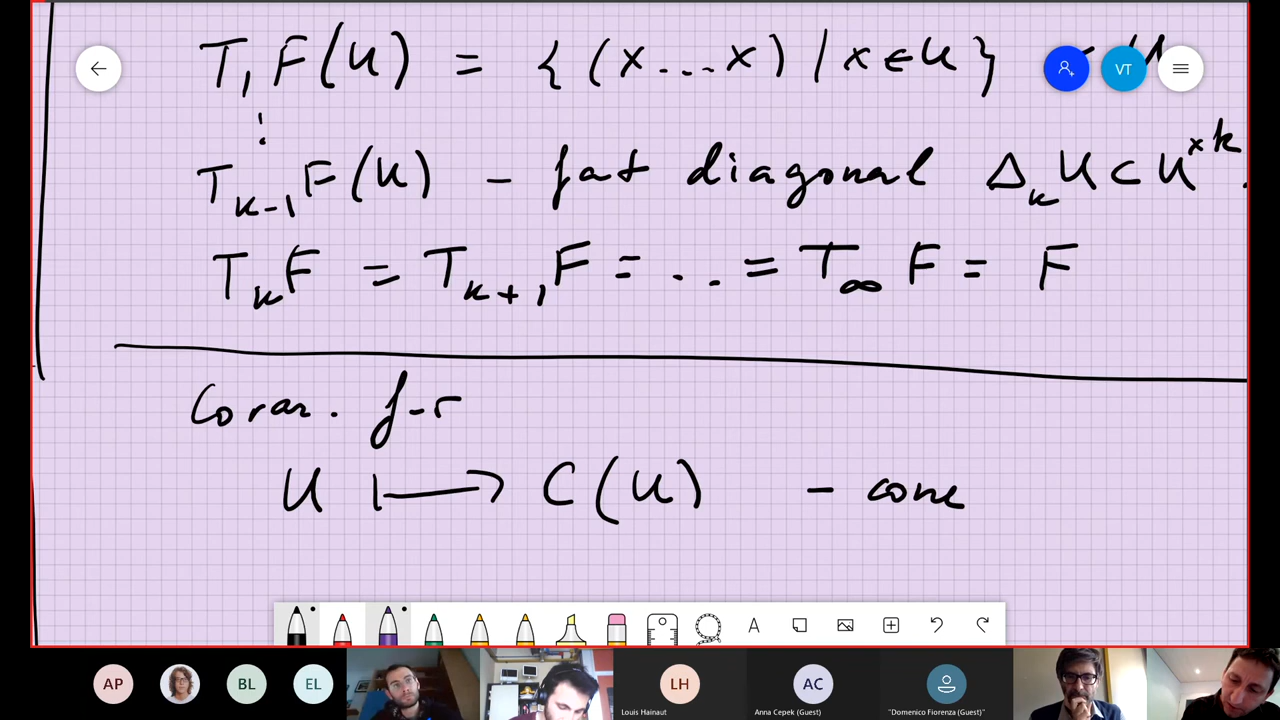 T₁F(U) = {(x...x) | x ∈ U}
VT
⋮
T_{k-1}F(U) - fat diagonal Δ_k U ⊂ U^{×k}.
T_k F = T_{k+1} F = ... = T_∞ F = F
Covar. f-r
U ⟼ C(U) - cone
A
AP
BL
EL
LH
Louis Hainaut
AC
Anna Cepek (Guest)
"Domenico Fiorenza (Guest)"